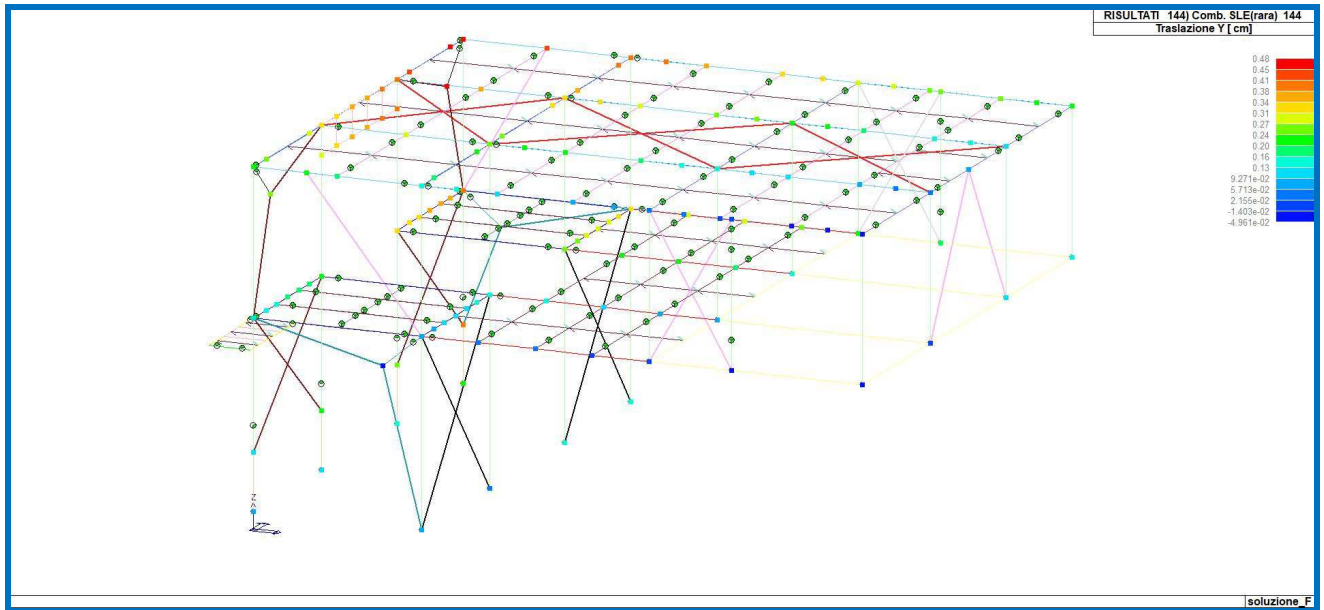 RISULTATI 144) Comb. SLE(rara) 144
Traslazione Y [ cm]
0.48
0.45
0.41
0.38
0.34
0.31
0.27
0.24
0.20
0.16
0.13
9.271e-02
5.713e-02
2.155e-02
-1.403e-02
-4.961e-02
Z
soluzione_F